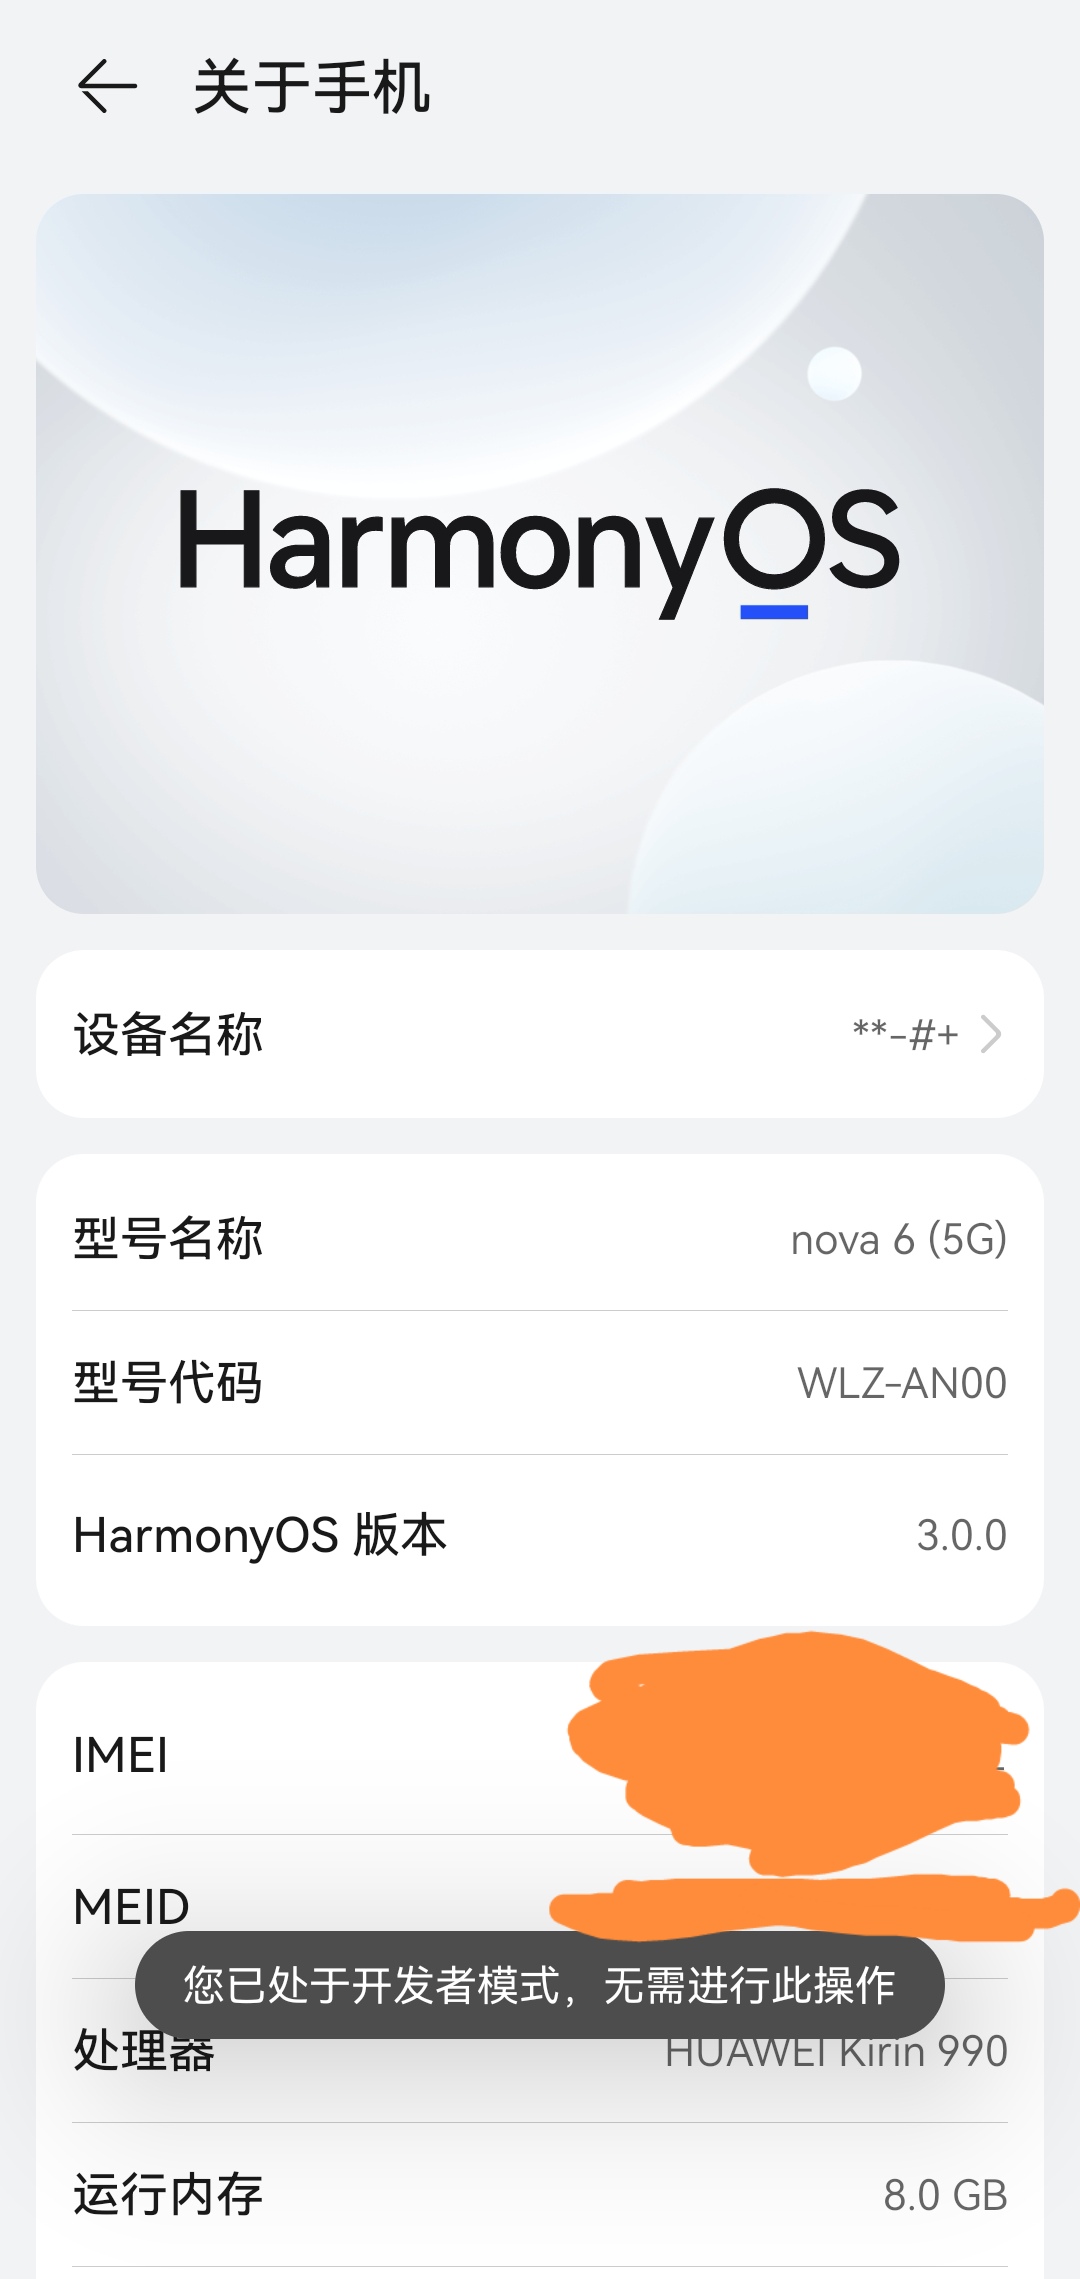 关于手机
HarmonyOS
设备名称 **-#+
型号名称 nova 6 (5G)
型号代码 WLZ-AN00
HarmonyOS 版本 3.0.0
IMEI
MEID
您已处于开发者模式，无需进行此操作
处理器 HUAWEI Kirin 990
运行内存 8.0 GB